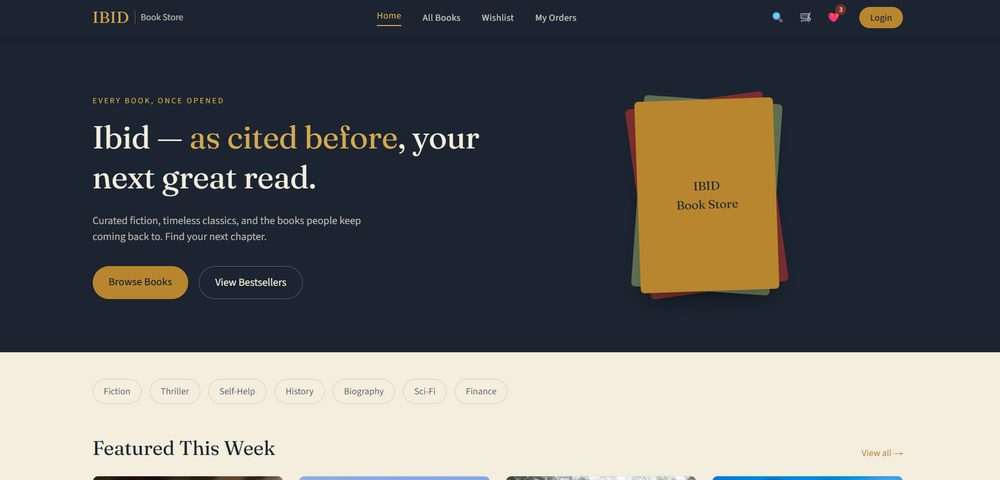 IBID Book Store
Home All Books Wishlist My Orders
3
Login
EVERY BOOK, ONCE OPENED
Ibid — as cited before, your
next great read.
Curated fiction, timeless classics, and the books people keep
coming back to. Find your next chapter.
Browse Books View Bestsellers
IBID
Book Store
Fiction Thriller Self-Help History Biography Sci-Fi Finance
Featured This Week
View all →